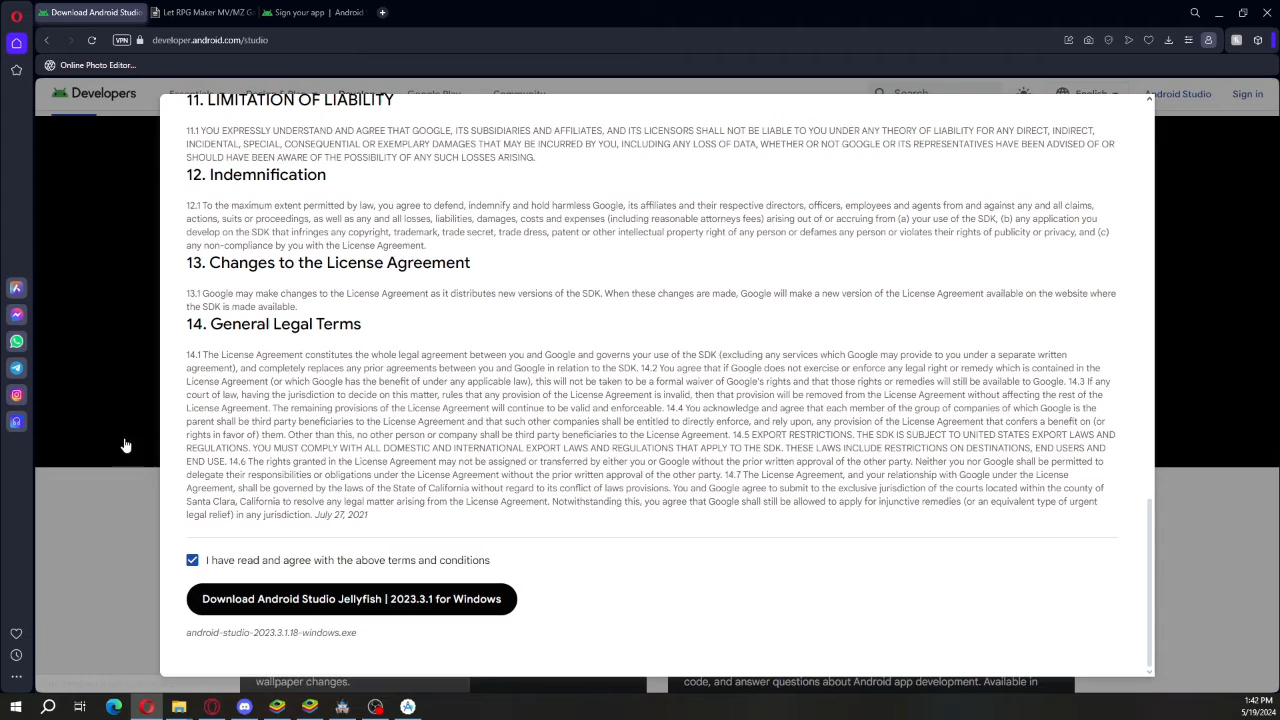 Download Android Studio
Let RPG Maker MV/MZ G
Sign your app | Android
VPN
developer.android.com/studio
Online Photo Editor...
Developers
Community
Search
English
Android Studio
Sign in
11. LIMITATION OF LIABILITY
11.1 YOU EXPRESSLY UNDERSTAND AND AGREE THAT GOOGLE, ITS SUBSIDIARIES AND AFFILIATES, AND ITS LICENSORS SHALL NOT BE LIABLE TO YOU UNDER ANY THEORY OF LIABILITY FOR ANY DIRECT, INDIRECT,
INCIDENTAL, SPECIAL, CONSEQUENTIAL OR EXEMPLARY DAMAGES THAT MAY BE INCURRED BY YOU, INCLUDING ANY LOSS OF DATA, WHETHER OR NOT GOOGLE OR ITS REPRESENTATIVES HAVE BEEN ADVISED OF OR
SHOULD HAVE BEEN AWARE OF THE POSSIBILITY OF ANY SUCH LOSSES ARISING.
12. Indemnification
12.1 To the maximum extent permitted by law, you agree to defend, indemnify and hold harmless Google, its affiliates and their respective directors, officers, employees and agents from and against any and all claims,
actions, suits or proceedings, as well as any and all losses, liabilities, damages, costs and expenses (including reasonable attorneys fees) arising out of or accruing from (a) your use of the SDK, (b) any application you
develop on the SDK that infringes any copyright, trademark, trade secret, trade dress, patent or other intellectual property right of any person or defames any person or violates their rights of publicity or privacy, and (c)
any non-compliance by you with the License Agreement.
13. Changes to the License Agreement
13.1 Google may make changes to the License Agreement as it distributes new versions of the SDK. When these changes are made, Google will make a new version of the License Agreement available on the website where
the SDK is made available.
14. General Legal Terms
14.1 The License Agreement constitutes the whole legal agreement between you and Google and governs your use of the SDK (excluding any services which Google may provide to you under a separate written
agreement), and completely replaces any prior agreements between you and Google in relation to the SDK. 14.2 You agree that if Google does not exercise or enforce any legal right or remedy which is contained in the
License Agreement (or which Google has the benefit of under any applicable law), this will not be taken to be a formal waiver of Google's rights and that those rights or remedies will still be available to Google. 14.3 If any
court of law, having the jurisdiction to decide on this matter, rules that any provision of the License Agreement is invalid, then that provision will be removed from the License Agreement without affecting the rest of
the License Agreement. The remaining provisions of the License Agreement will continue to be valid and enforceable. 14.4 You acknowledge and agree that each member of the group of companies of which Google is the
parent shall be third party beneficiaries to the License Agreement and that such other companies shall be entitled to directly enforce, and rely upon, any provision of the License Agreement that confers a benefit on (or
rights in favor of) them. Other than this, no other person or company shall be third party beneficiaries to the License Agreement. 14.5 EXPORT RESTRICTIONS. THE SDK IS SUBJECT TO UNITED STATES EXPORT LAWS AND
REGULATIONS. YOU MUST COMPLY WITH ALL DOMESTIC AND INTERNATIONAL EXPORT LAWS AND REGULATIONS THAT APPLY TO THE SDK. THESE LAWS INCLUDE RESTRICTIONS ON DESTINATIONS, END USERS AND
END USE. 14.6 The rights granted in the License Agreement may not be assigned or transferred by either you or Google without the prior written approval of the other party. Neither you nor Google shall be permitted to
delegate their responsibilities or obligations under the License Agreement without the prior written approval of the other party. 14.7 The License Agreement, and your relationship with Google under the License
Agreement, shall be governed by the laws of the State of California without regard to its conflict of laws provisions. You and Google agree to submit to the exclusive jurisdiction of the courts located within the county of
Santa Clara, California to resolve any legal matter arising from the License Agreement. Notwithstanding this, you agree that Google shall still be allowed to apply for injunctive remedies (or an equivalent type of urgent
legal relief) in any jurisdiction. July 27, 2021
I have read and agree with the above terms and conditions
Download Android Studio Jellyfish | 2023.3.1 for Windows
android-studio-2023.3.1.18-windows.exe
wallpaper changes.
code, and answer questions about Android app development. Available in
1:42 PM
5/19/2024